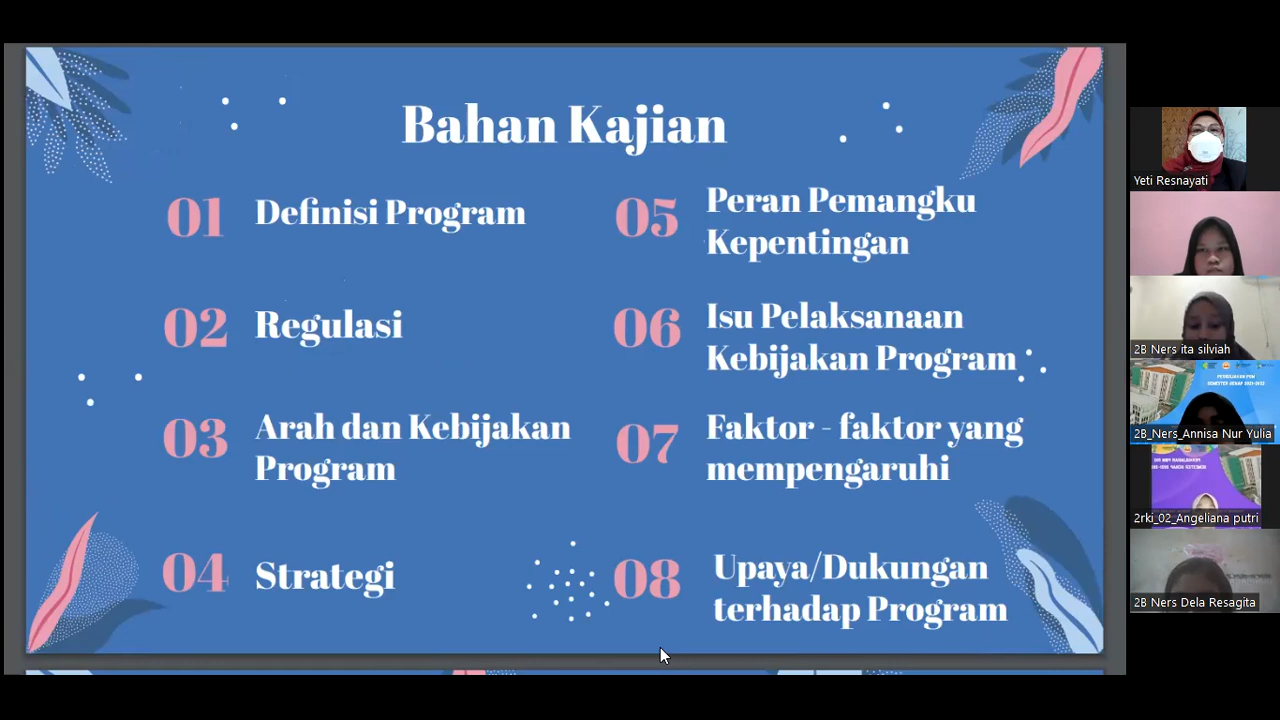 Bahan Kajian
01 Definisi Program
02 Regulasi
03 Arah dan Kebijakan
Program
04 Strategi
05 Peran Pemangku
Kepentingan
06 Isu Pelaksanaan
Kebijakan Program
07 Faktor - faktor yang
mempengaruhi
08 Upaya/Dukungan
terhadap Program
Yeti Resnayati
2B Ners ita silviah
2B_Ners_Annisa Nur Yulia
2rki_02_Angeliana putri
2B Ners Dela Resagita